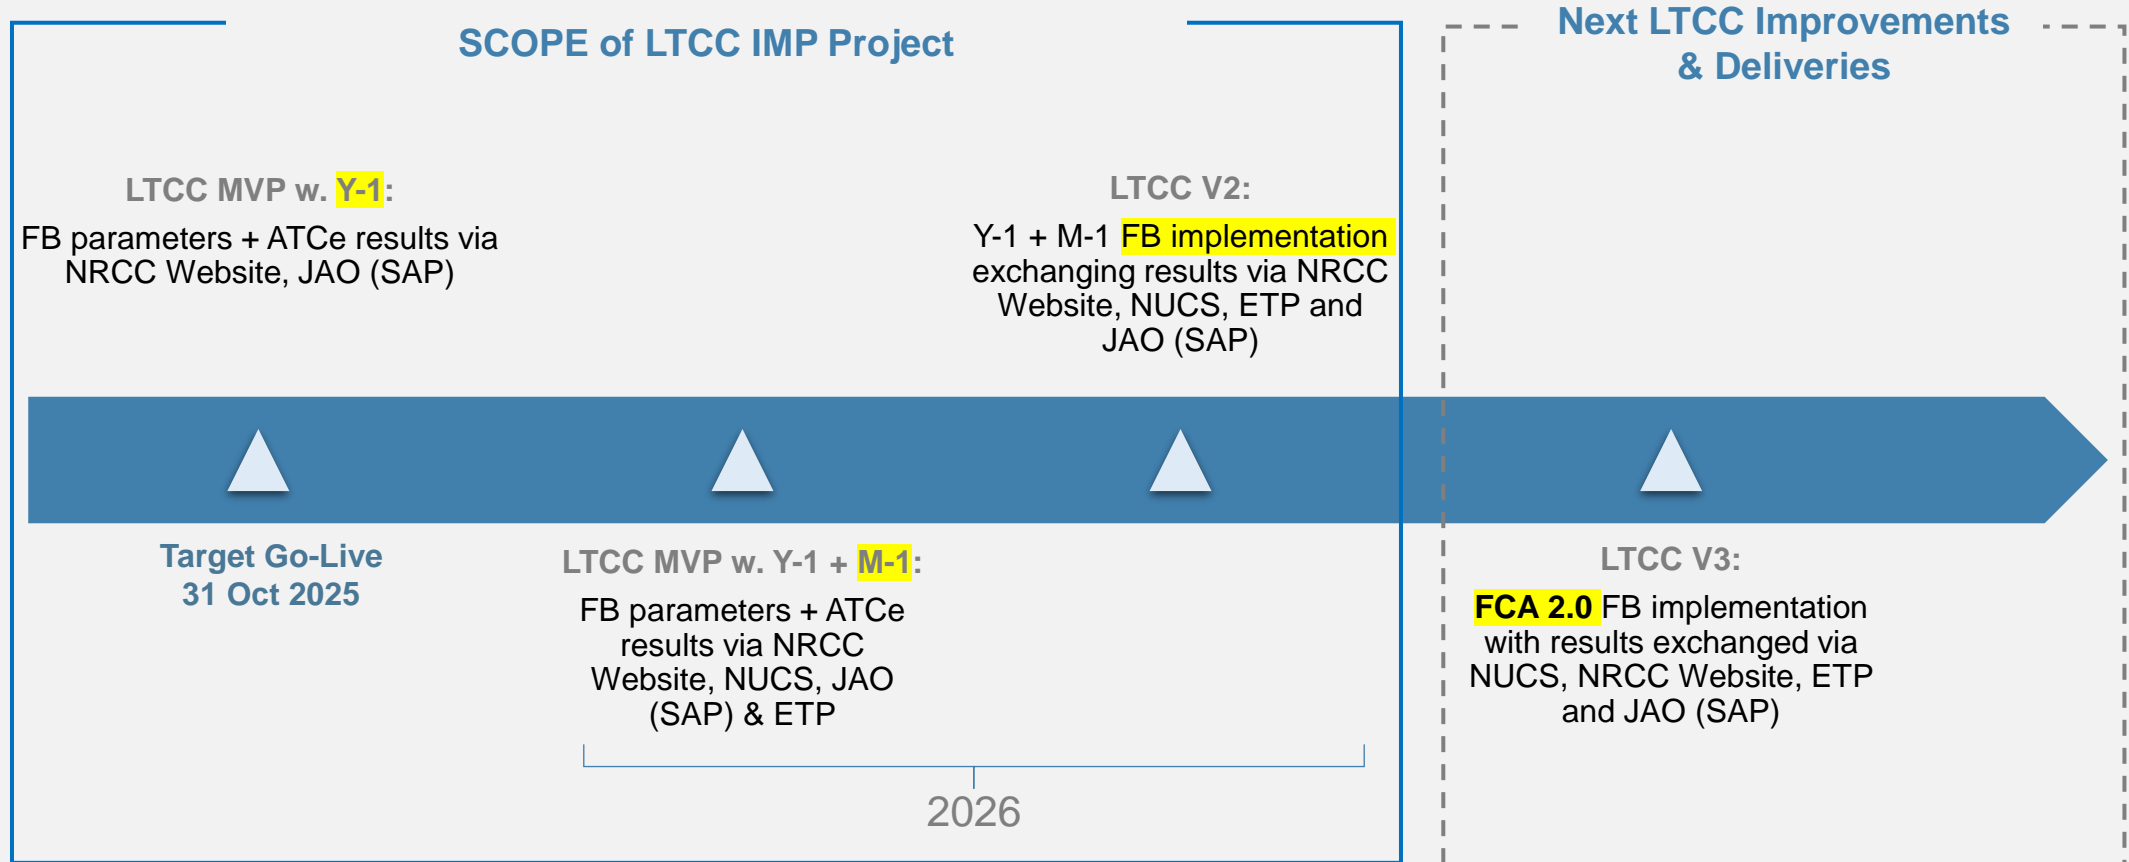 SCOPE of LTCC IMP Project
Next LTCC Improvements
& Deliveries
LTCC MVP w. Y-1:
FB parameters + ATCe results via
NRCC Website, JAO (SAP)
LTCC V2:
Y-1 + M-1 FB implementation
exchanging results via NRCC
Website, NUCS, ETP and
JAO (SAP)
Target Go-Live
31 Oct 2025
LTCC MVP w. Y-1 + M-1:
FB parameters + ATCe
results via NRCC
Website, NUCS, JAO
(SAP) & ETP
2026
LTCC V3:
FCA 2.0 FB implementation
with results exchanged via
NUCS, NRCC Website, ETP
and JAO (SAP)